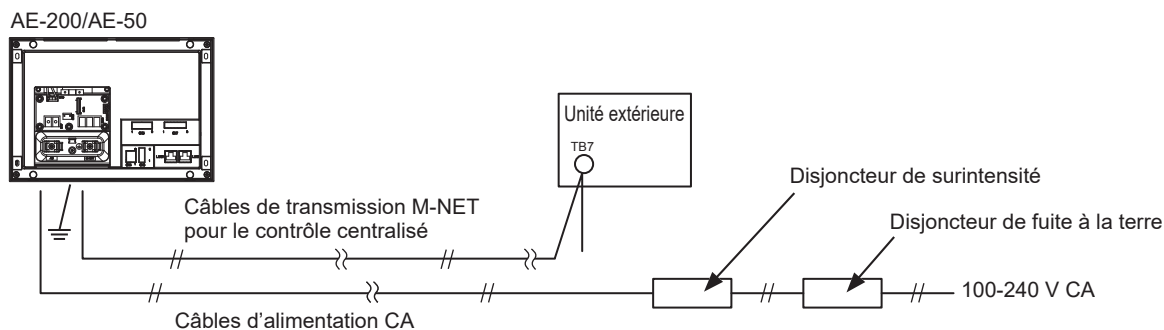 AE-200/AE-50
Unité extérieure
TB7
Disjoncteur de surintensité
Câbles de transmission M-NET
pour le contrôle centralisé
Disjoncteur de fuite à la terre
100-240 V CA
Câbles d’alimentation CA